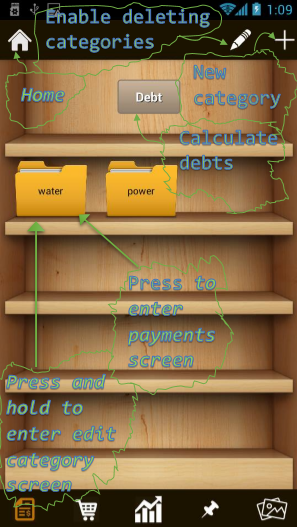 1:09
Enable deleting
categories
Home
Debt
New
category
Calculate
debts
water
power
Press to
enter
payments
screen
Press and
hold to
enter edit
category
screen